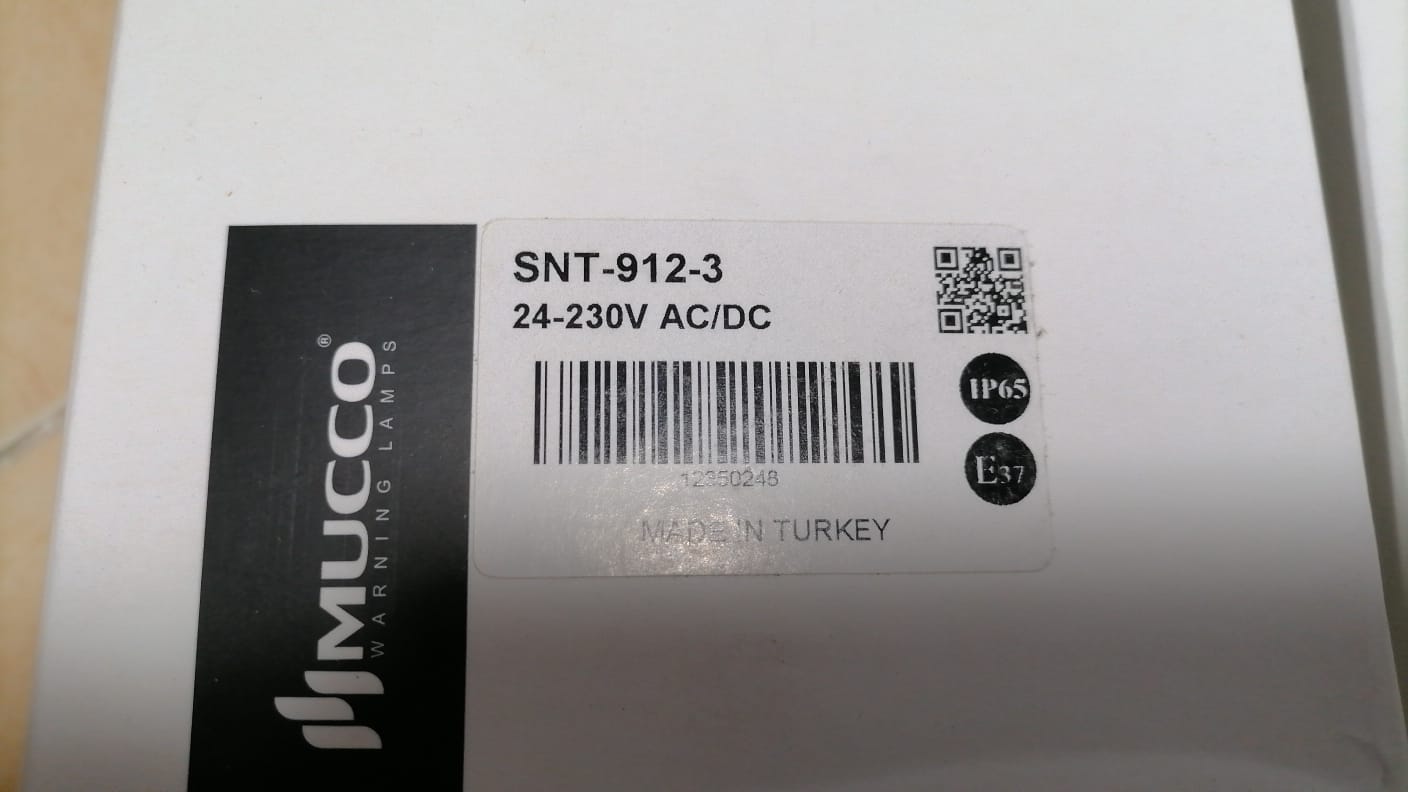 MUCCO®
WARNING LAMPS
SNT-912-3
24-230V AC/DC
IP65
E37
12350248
MADE IN TURKEY